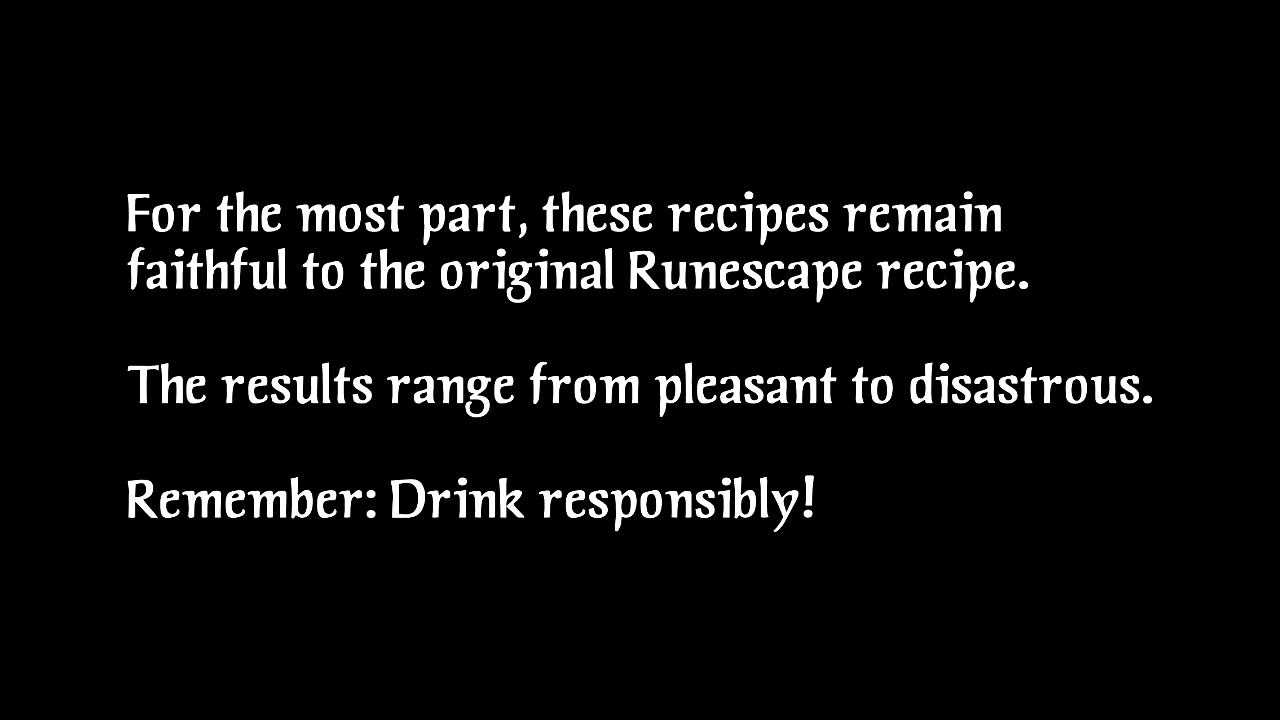 For the most part, these recipes remain
faithful to the original Runescape recipe.
The results range from pleasant to disastrous.
Remember: Drink responsibly!